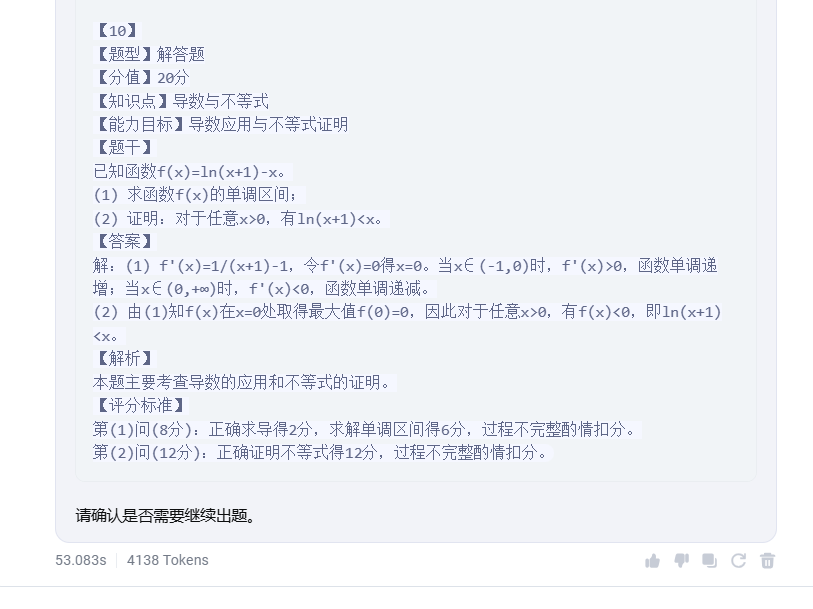 【10】
【题型】解答题
【分值】20分
【知识点】导数与不等式
【能力目标】导数应用与不等式证明
【题干】
已知函数f(x)=ln(x+1)-x。
(1) 求函数f(x)的单调区间;
(2) 证明: 对于任意x>0, 有ln(x+1)<x。
【答案】
解: (1) f'(x)=1/(x+1)-1, 令f'(x)=0得x=0。当x∈(-1,0)时, f'(x)>0, 函数单调递
增; 当x∈(0,+∞)时, f'(x)<0, 函数单调递减。
(2) 由(1)知f(x)在x=0处取得最大值f(0)=0, 因此对于任意x>0, 有f(x)<0, 即ln(x+1)
<x。
【解析】
本题主要考查导数的应用和不等式的证明。
【评分标准】
第(1)问(8分): 正确求导得2分, 求解单调区间得6分, 过程不完整酌情扣分。
第(2)问(12分): 正确证明不等式得12分, 过程不完整酌情扣分。
请确认是否需要继续出题。
53.083s 4138 Tokens